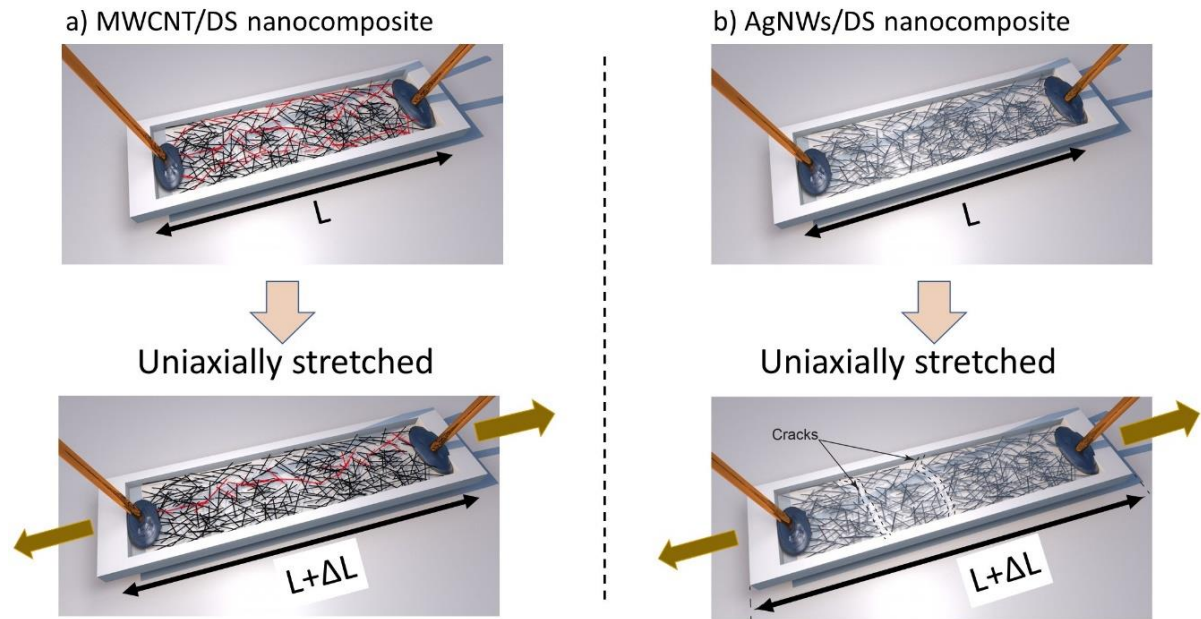 a) MWCNT/DS nanocomposite
L
Uniaxially stretched
L+ΔL
b) AgNWs/DS nanocomposite
L
Uniaxially stretched
Cracks
L+ΔL